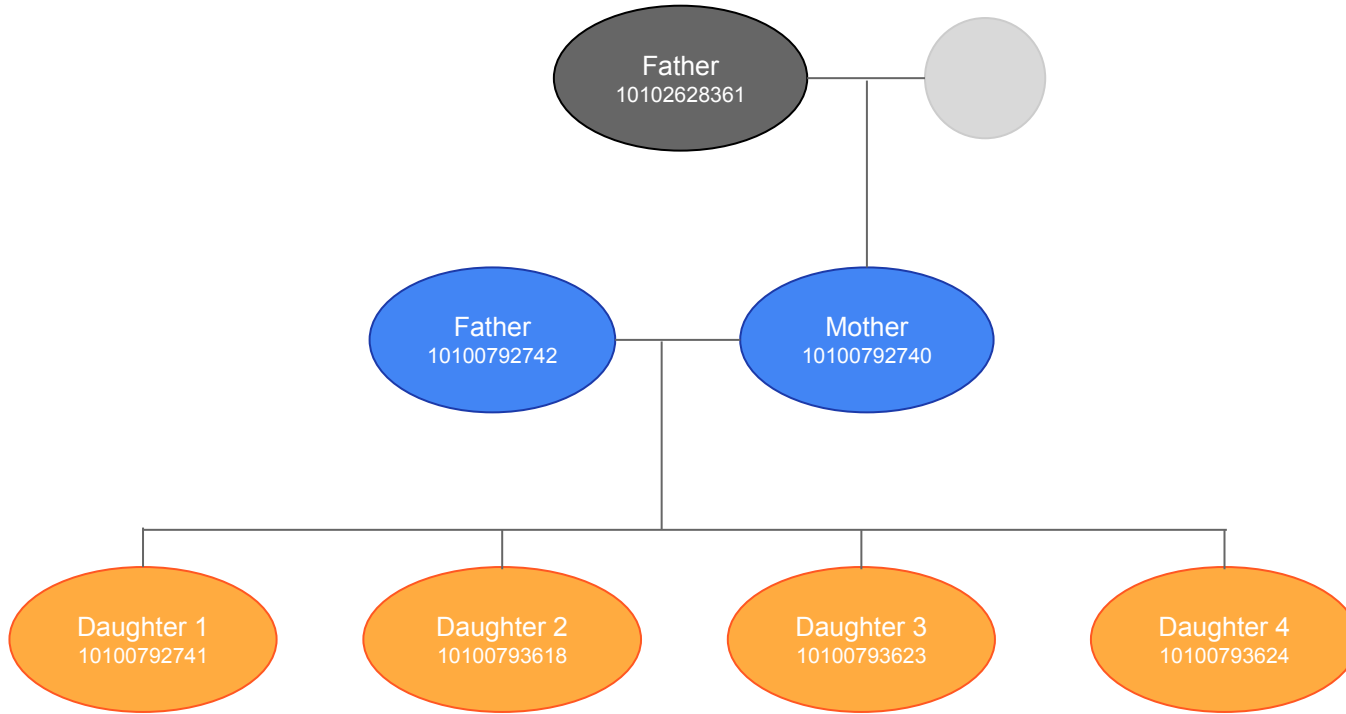 Father
10102628361
Father
10100792742
Mother
10100792740
Daughter 1
10100792741
Daughter 2
10100793618
Daughter 3
10100793623
Daughter 4
10100793624